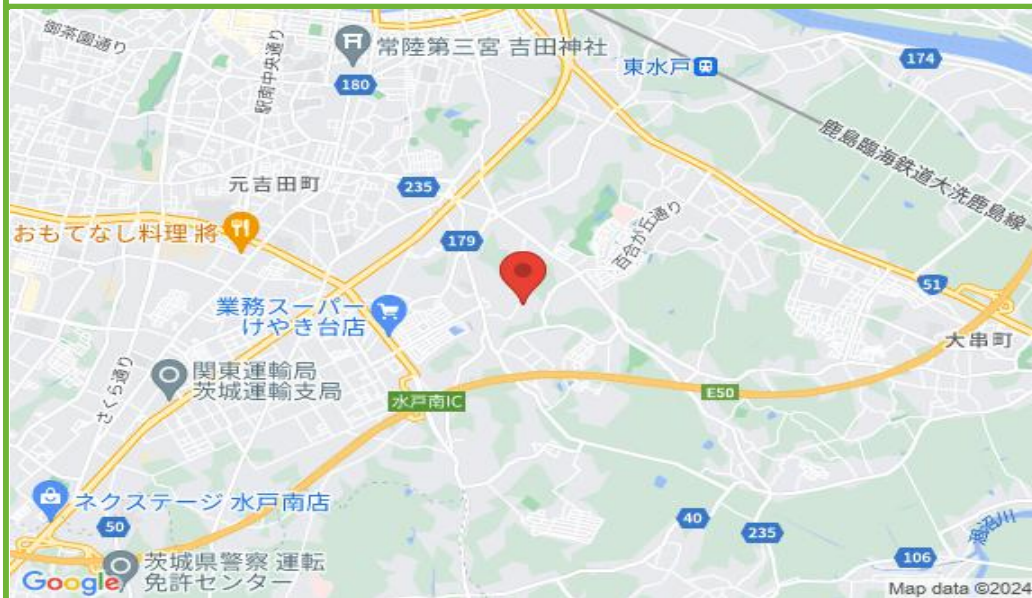 御茶園通り
駅南中央通り
常陸第三宮 吉田神社
180
東水戸
174
鹿島臨海鉄道大洗鹿島線
元吉田町
235
おもてなし料理 將
179
百合が丘通り
51
業務スーパー
けやき台店
大串町
さくら通り
関東運輸局
茨城運輸支局
水戸南IC
E50
ネクステージ 水戸南店
50
40
235
涸沼川
106
茨城県警察 運転
免許センター
Google
Map data ©2024